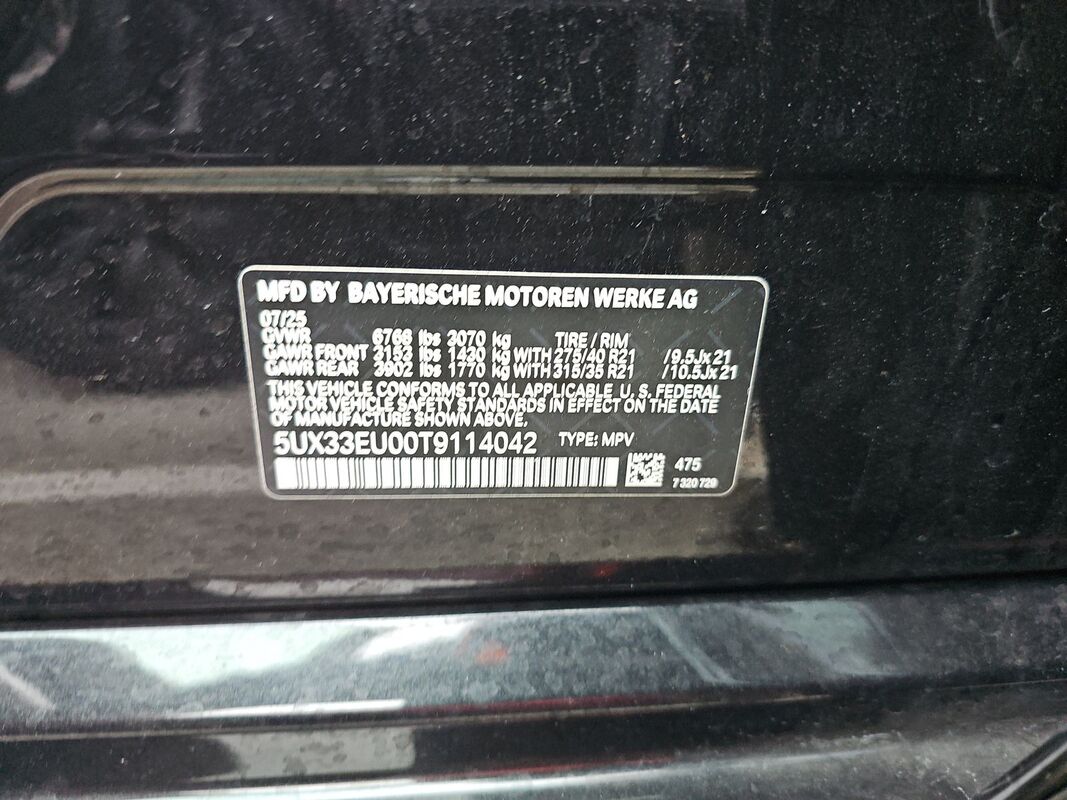 MFD BY BAYERISCHE MOTOREN WERKE AG
07/25
GVWR 6768 lbs 3070 kg TIRE / RIM
GAWR FRONT 3153 lbs 1430 kg WITH 275/40 R21 /9.5Jx21
GAWR REAR 3902 lbs 1770 kg WITH 315/35 R21 /10.5Jx21
THIS VEHICLE CONFORMS TO ALL APPLICABLE U. S. FEDERAL
MOTOR VEHICLE SAFETY STANDARDS IN EFFECT ON THE DATE
OF MANUFACTURE SHOWN ABOVE.
5UX33EU00T9114042 TYPE: MPV
475
7 320 729